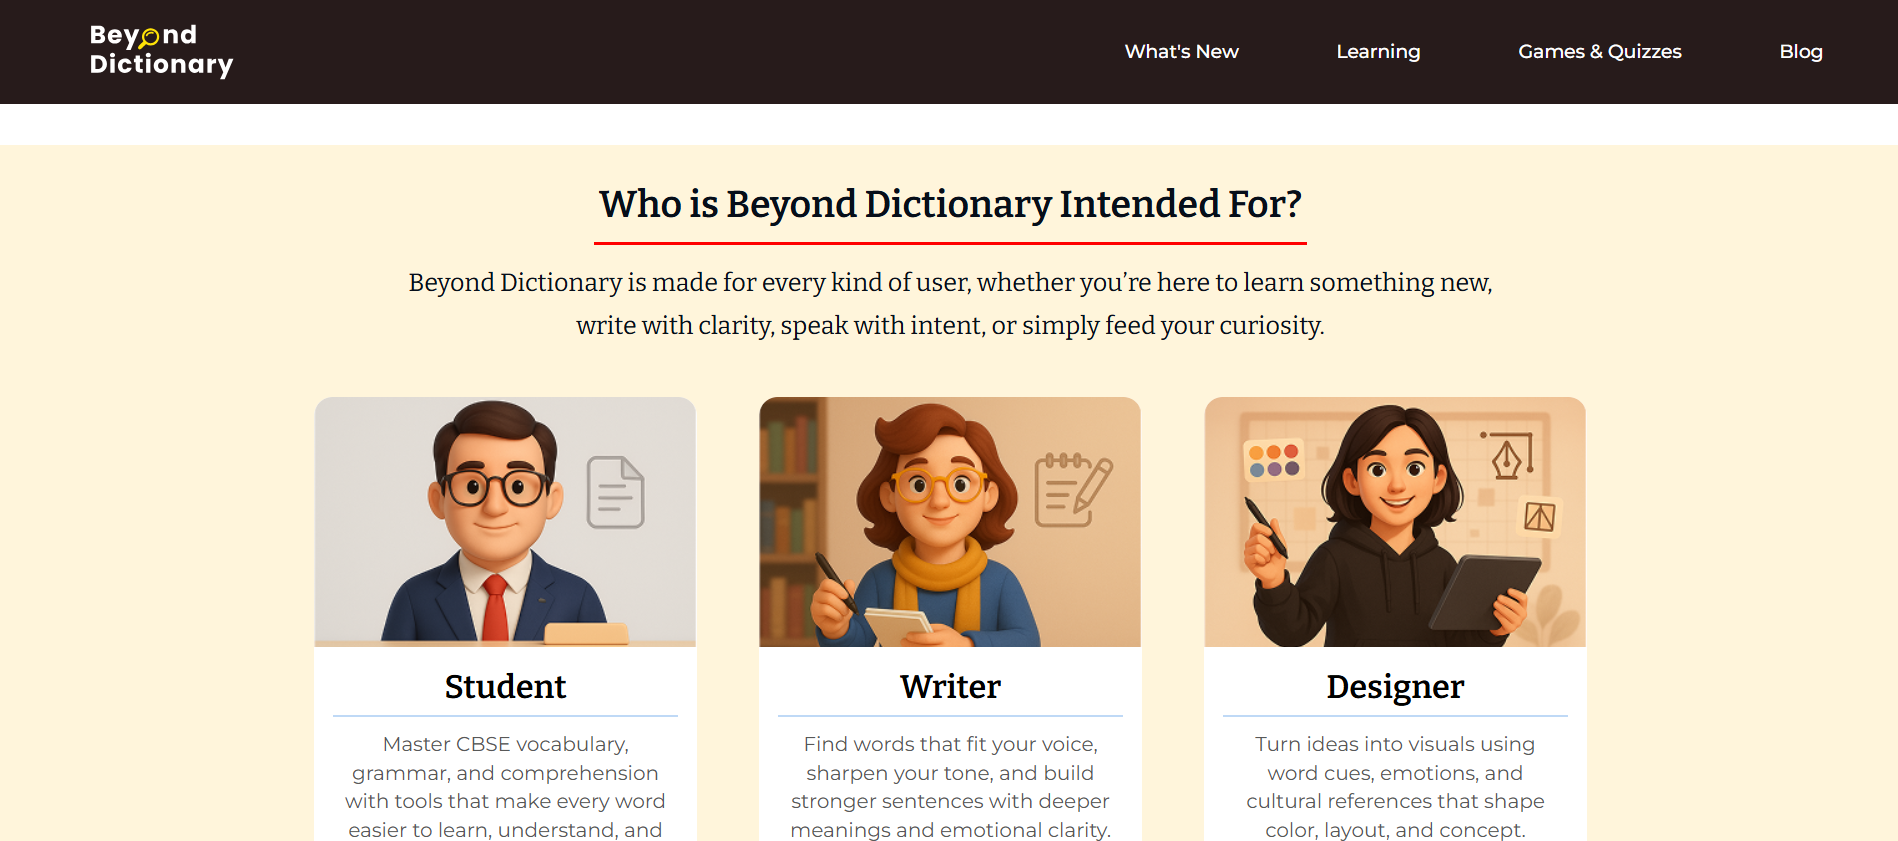 Beyond
Dictionary
What's New
Learning
Games & Quizzes
Blog
Who is Beyond Dictionary Intended For?
Beyond Dictionary is made for every kind of user, whether you’re here to learn something new,
write with clarity, speak with intent, or simply feed your curiosity.
Student
Master CBSE vocabulary,
grammar, and comprehension
with tools that make every word
easier to learn, understand, and
Writer
Find words that fit your voice,
sharpen your tone, and build
stronger sentences with deeper
meanings and emotional clarity.
Designer
Turn ideas into visuals using
word cues, emotions, and
cultural references that shape
color, layout, and concept.